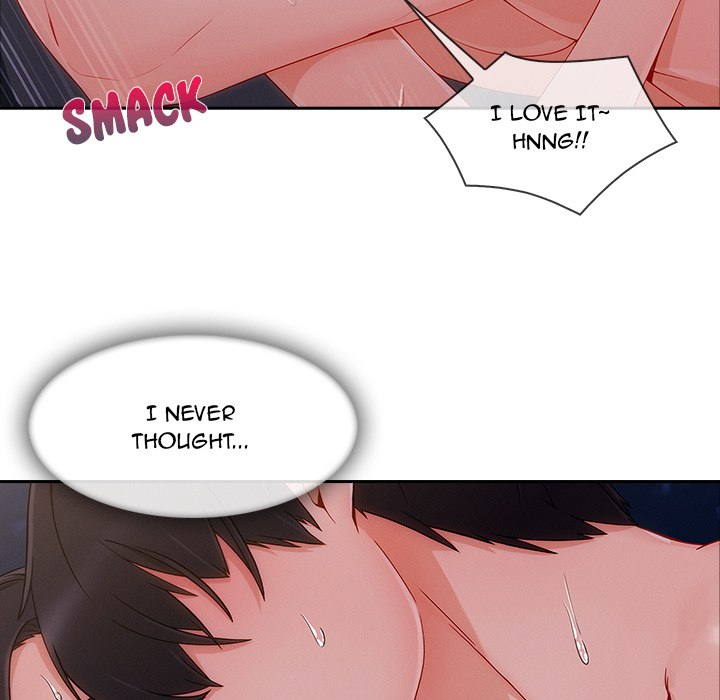 SMACK
I LOVE IT~
HNNG!!
I NEVER
THOUGHT...